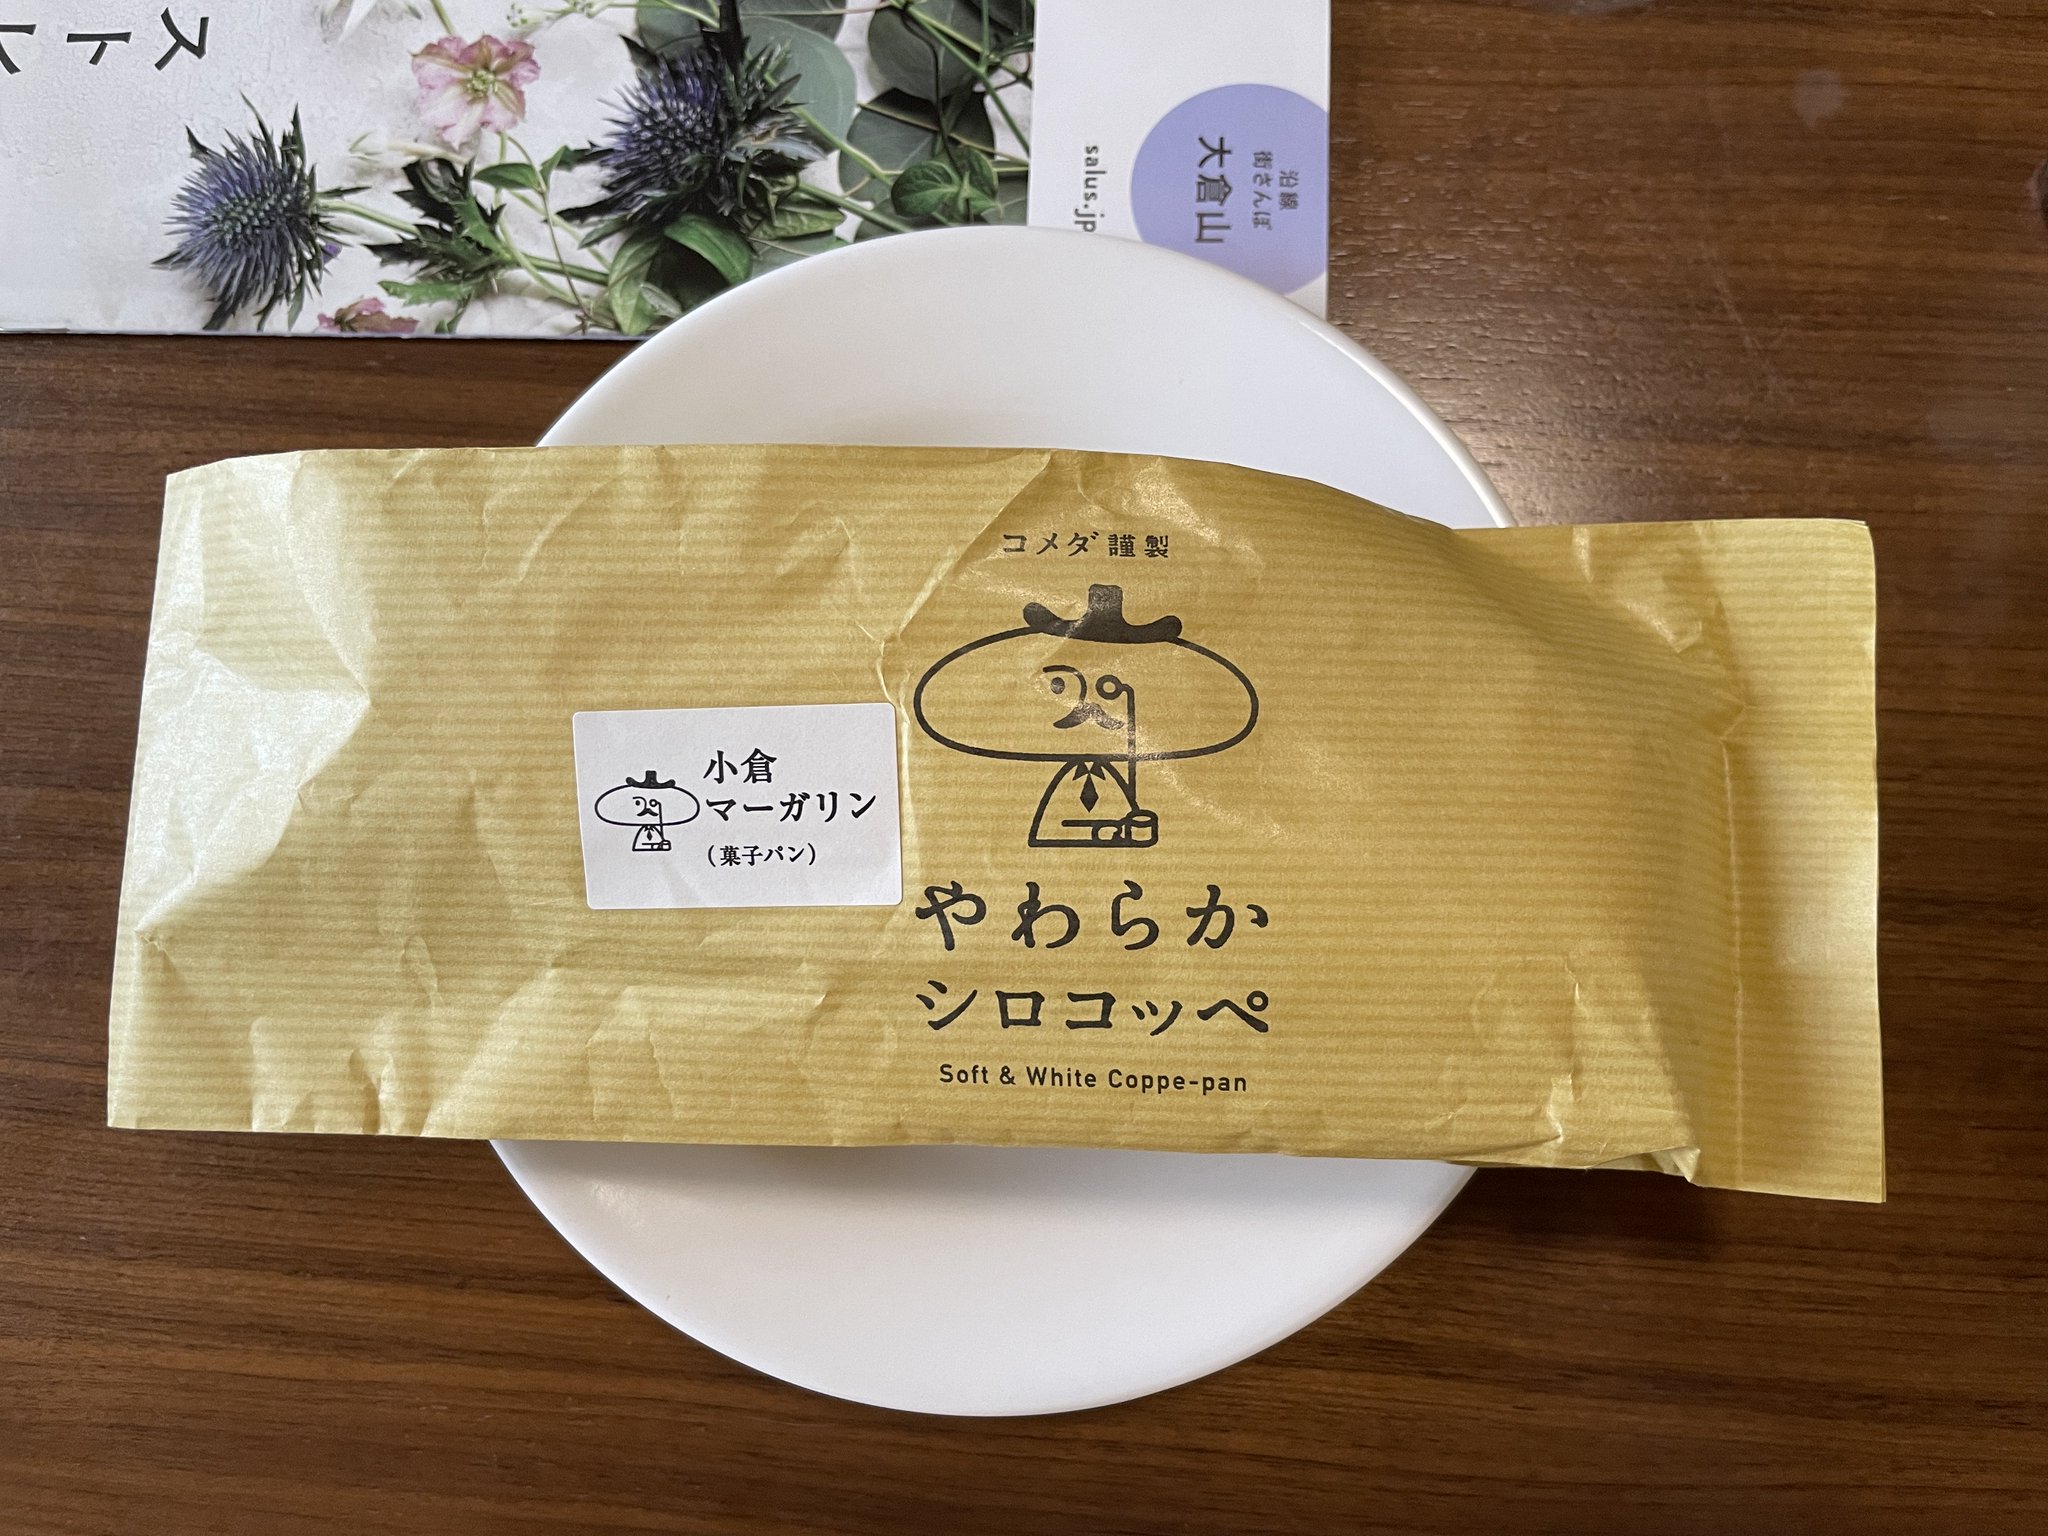 スト
沿線
街さんぽ
大倉山
salus.jp
コメダ謹製
小倉
マーガリン
(菓子パン)
やわらか
シロコッペ
Soft & White Coppe-pan